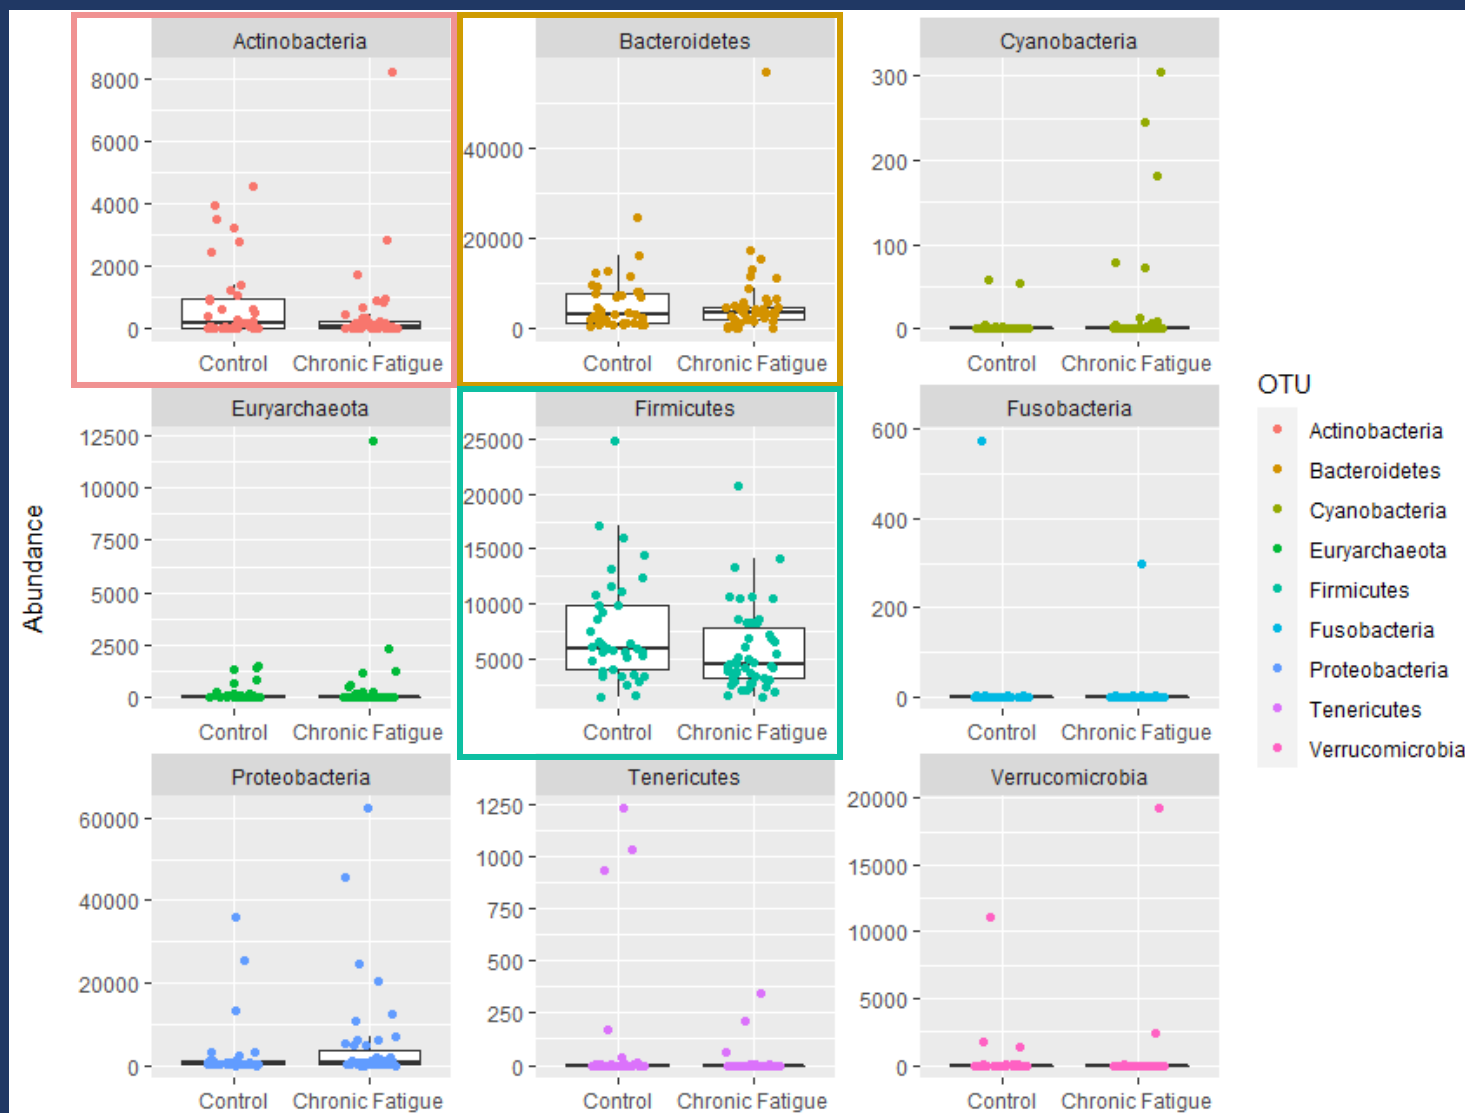 Actinobacteria
8000
6000
4000
2000
0
Control Chronic Fatigue
Bacteroidetes
40000
20000
0
Control Chronic Fatigue
Cyanobacteria
300
200
100
0
Control Chronic Fatigue
Abundance
Euryarchaeota
12500
10000
7500
5000
2500
0
Control Chronic Fatigue
Firmicutes
25000
20000
15000
10000
5000
Control Chronic Fatigue
Fusobacteria
600
400
200
0
Control Chronic Fatigue
Proteobacteria
60000
40000
20000
0
Control Chronic Fatigue
Tenericutes
1250
1000
750
500
250
0
Control Chronic Fatigue
Verrucomicrobia
20000
15000
10000
5000
0
Control Chronic Fatigue
OTU
Actinobacteria
Bacteroidetes
Cyanobacteria
Euryarchaeota
Firmicutes
Fusobacteria
Proteobacteria
Tenericutes
Verrucomicrobia